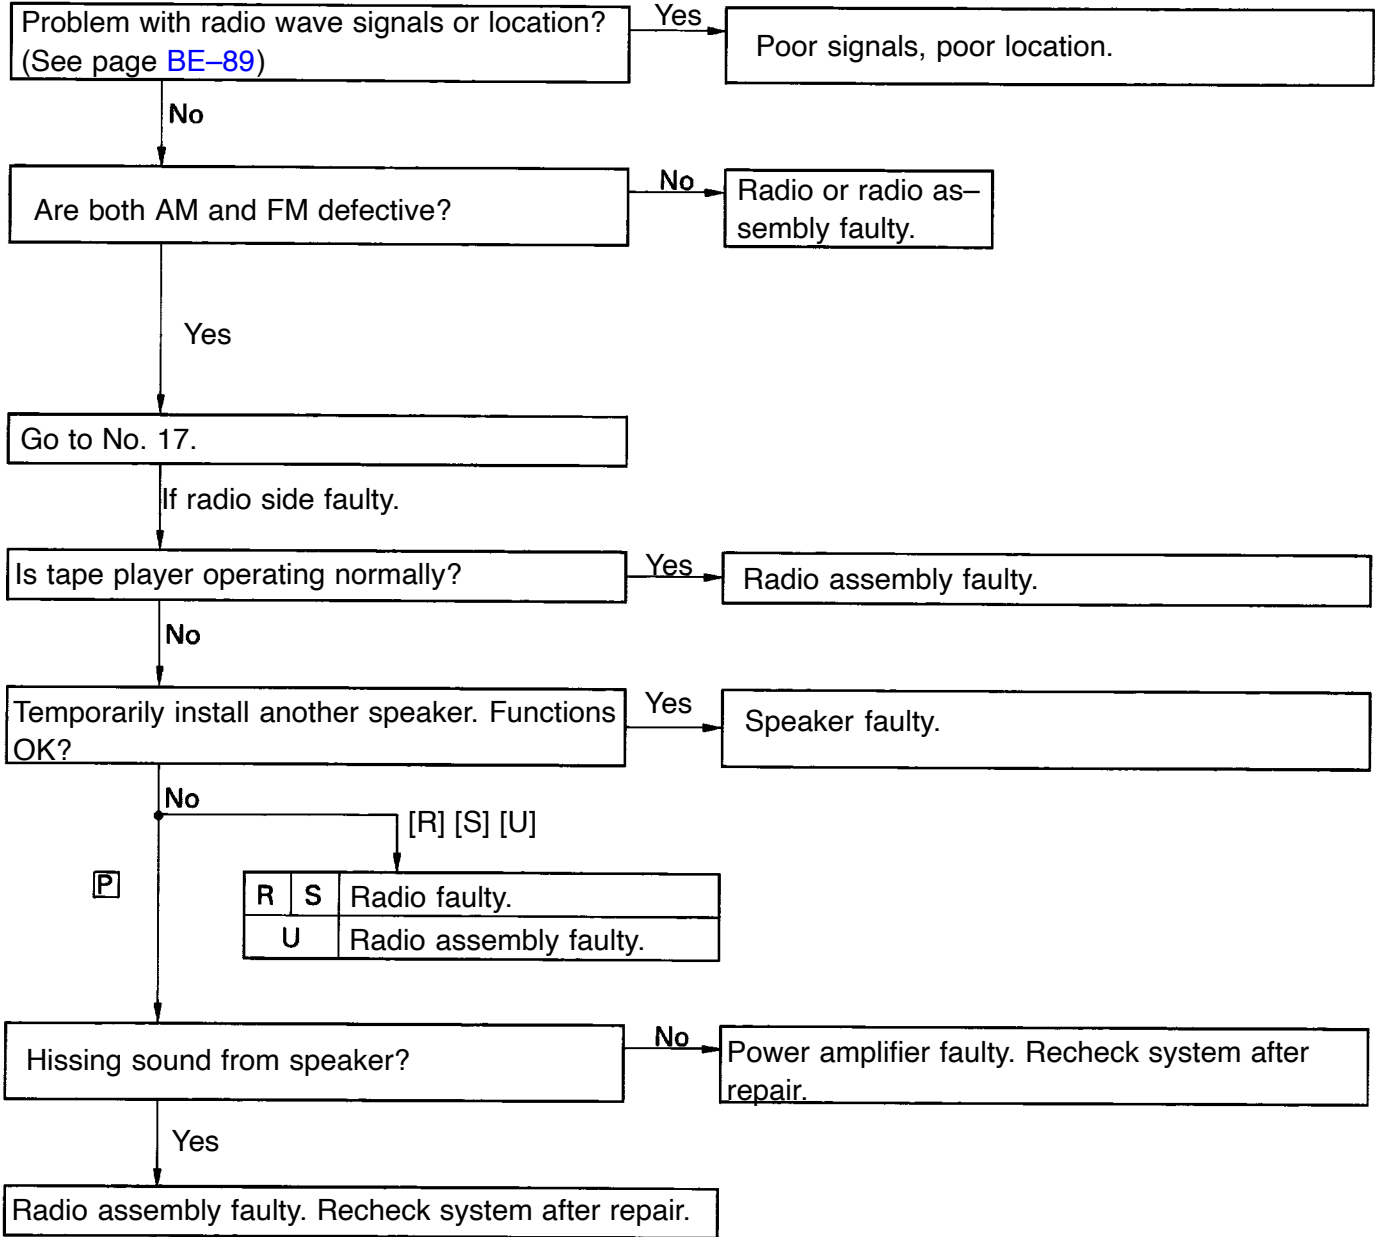 Problem with radio wave signals or location?
(See page BE–89)
Yes
Poor signals, poor location.
No
Are both AM and FM defective?
No
Radio or radio as–
sembly faulty.
Yes
Go to No. 17.
If radio side faulty.
Is tape player operating normally?
Yes
Radio assembly faulty.
No
Temporarily install another speaker. Functions
OK?
Yes
Speaker faulty.
No
[R] [S] [U]
P
R S Radio faulty.
U Radio assembly faulty.
Hissing sound from speaker?
No
Power amplifier faulty. Recheck system after
repair.
Yes
Radio assembly faulty. Recheck system after repair.